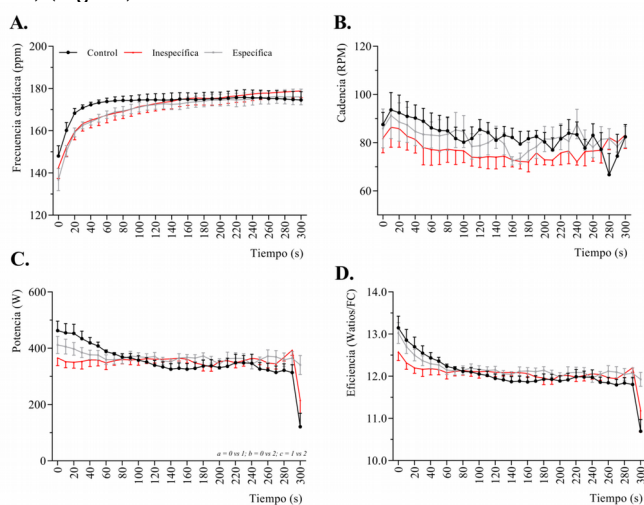 A.
Control Inespecífica Específica
Frecuencia cardiaca (ppm)
200
180
160
140
120
0 20 40 60 80 100 120 140 160 180 200 220 240 260 280 300
Tiempo (s)
B.
Cadencia (RPM)
100
80
60
0 20 40 60 80 100 120 140 160 180 200 220 240 260 280 300
Tiempo (s)
C.
Potencia (W)
600
400
200
0
a = 0 vs 1; b = 0 vs 2; c = 1 vs 2
0 20 40 60 80 100 120 140 160 180 200 220 240 260 280 300
Tiempo (s)
D.
Eficiencia (Watios/FC)
14.0
13.0
12.0
11.0
10.0
0 20 40 60 80 100 120 140 160 180 200 220 240 260 280 300
Tiempo (s)